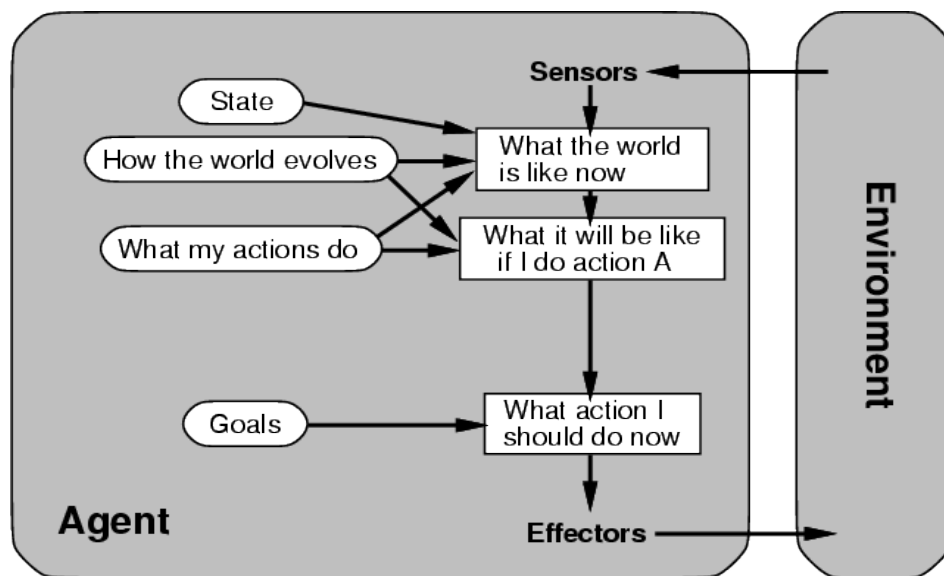 Sensors
State
What the world
is like now
How the world evolves
What it will be like
if I do action A
What my actions do
Environment
Goals
What action I
should do now
Agent
Effectors